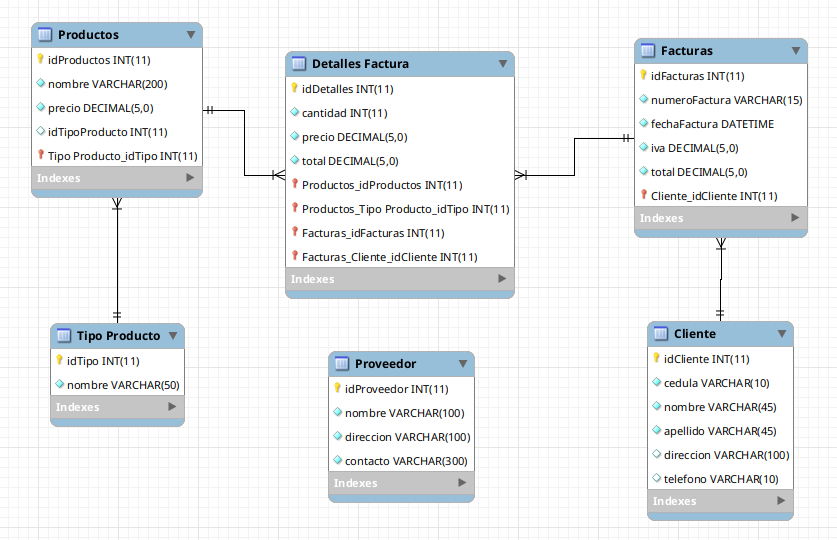 Productos
idProductos INT(11)
nombre VARCHAR(200)
precio DECIMAL(5,0)
idTipoProducto INT(11)
Tipo Producto_idTipo INT(11)
Indexes
Detalles Factura
idDetalles INT(11)
cantidad INT(11)
precio DECIMAL(5,0)
total DECIMAL(5,0)
Productos_idProductos INT(11)
Productos_Tipo Producto_idTipo INT(11)
Facturas_idFacturas INT(11)
Facturas_Cliente_idCliente INT(11)
Indexes
Facturas
idFacturas INT(11)
numeroFactura VARCHAR(15)
fechaFactura DATETIME
iva DECIMAL(5,0)
total DECIMAL(5,0)
Cliente_idCliente INT(11)
Indexes
Tipo Producto
idTipo INT(11)
nombre VARCHAR(50)
Indexes
Proveedor
idProveedor INT(11)
nombre VARCHAR(100)
direccion VARCHAR(100)
contacto VARCHAR(300)
Indexes
Cliente
idCliente INT(11)
cedula VARCHAR(10)
nombre VARCHAR(45)
apellido VARCHAR(45)
direccion VARCHAR(100)
telefono VARCHAR(10)
Indexes